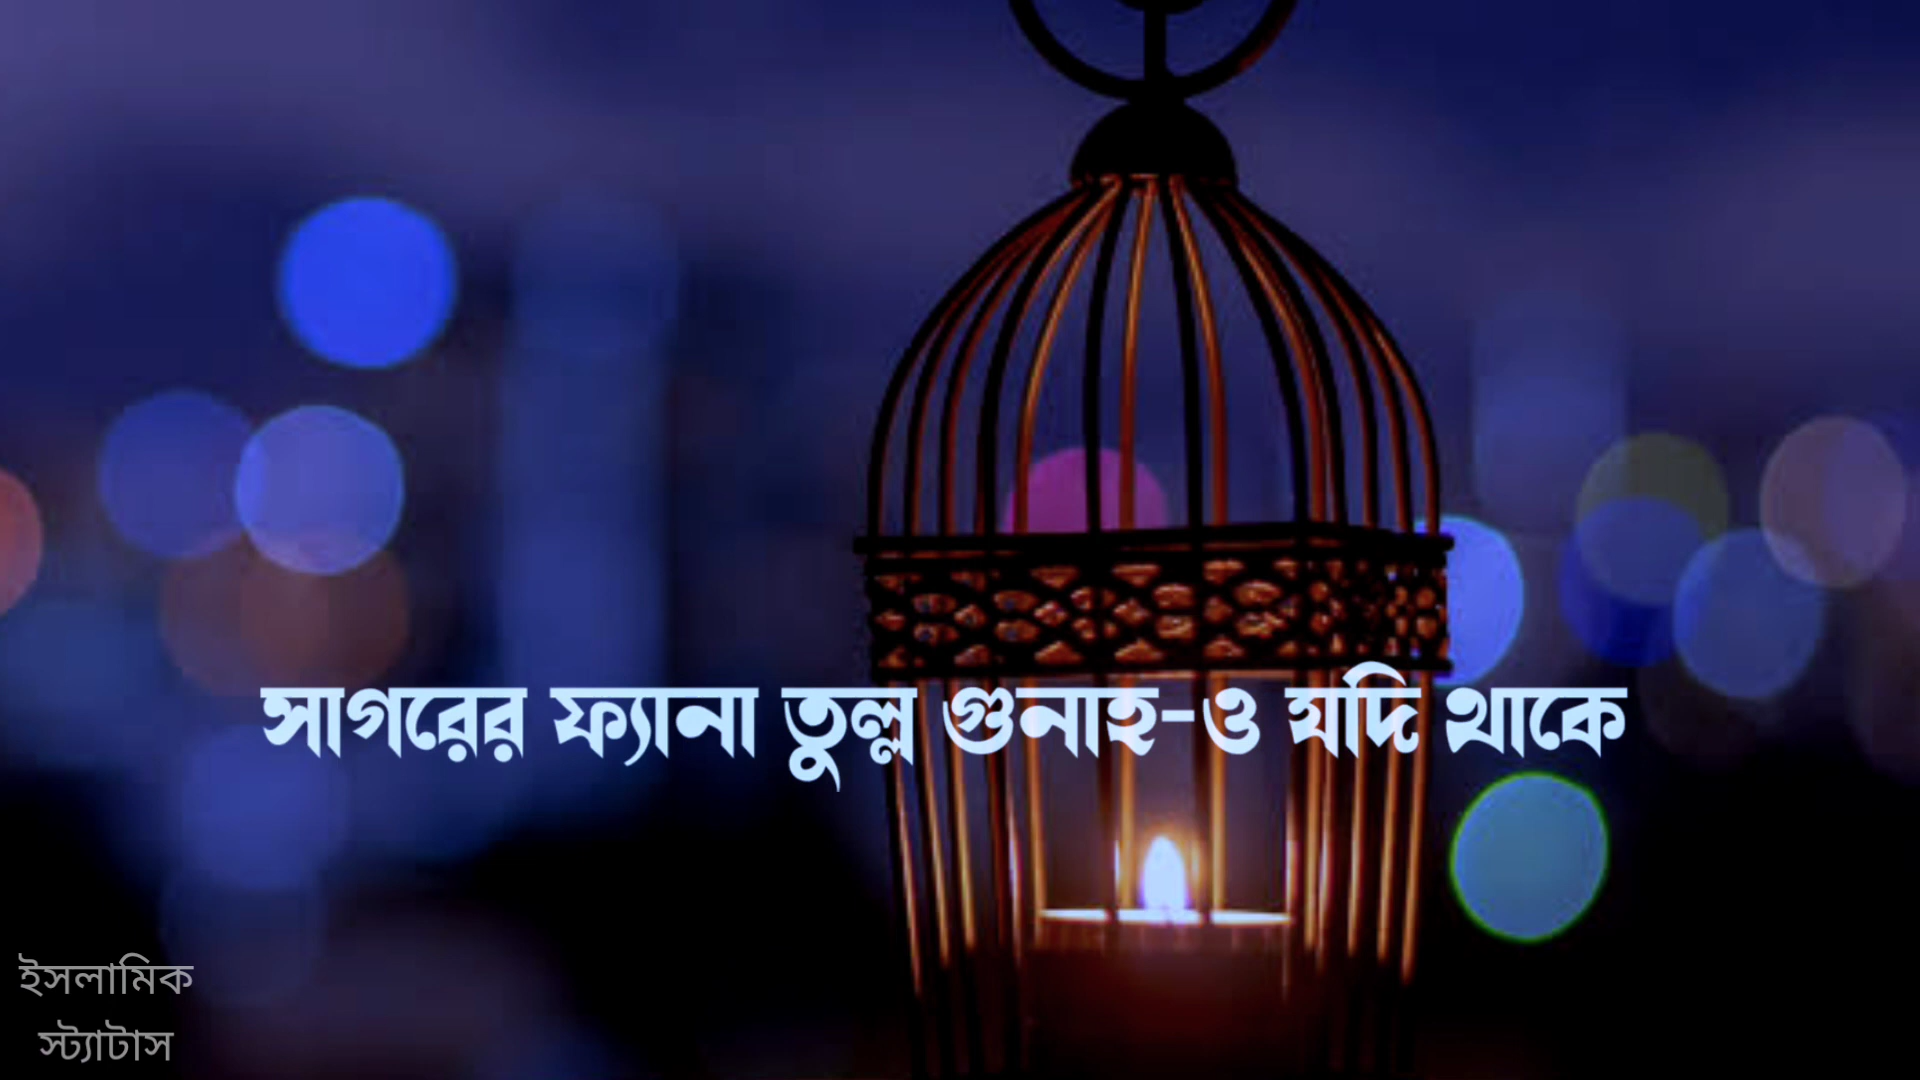 সাগরের ফ্যানা তুল্ল গুনাহ-ও যদি থাকে
ইসলামিক
স্ট্যাটাস